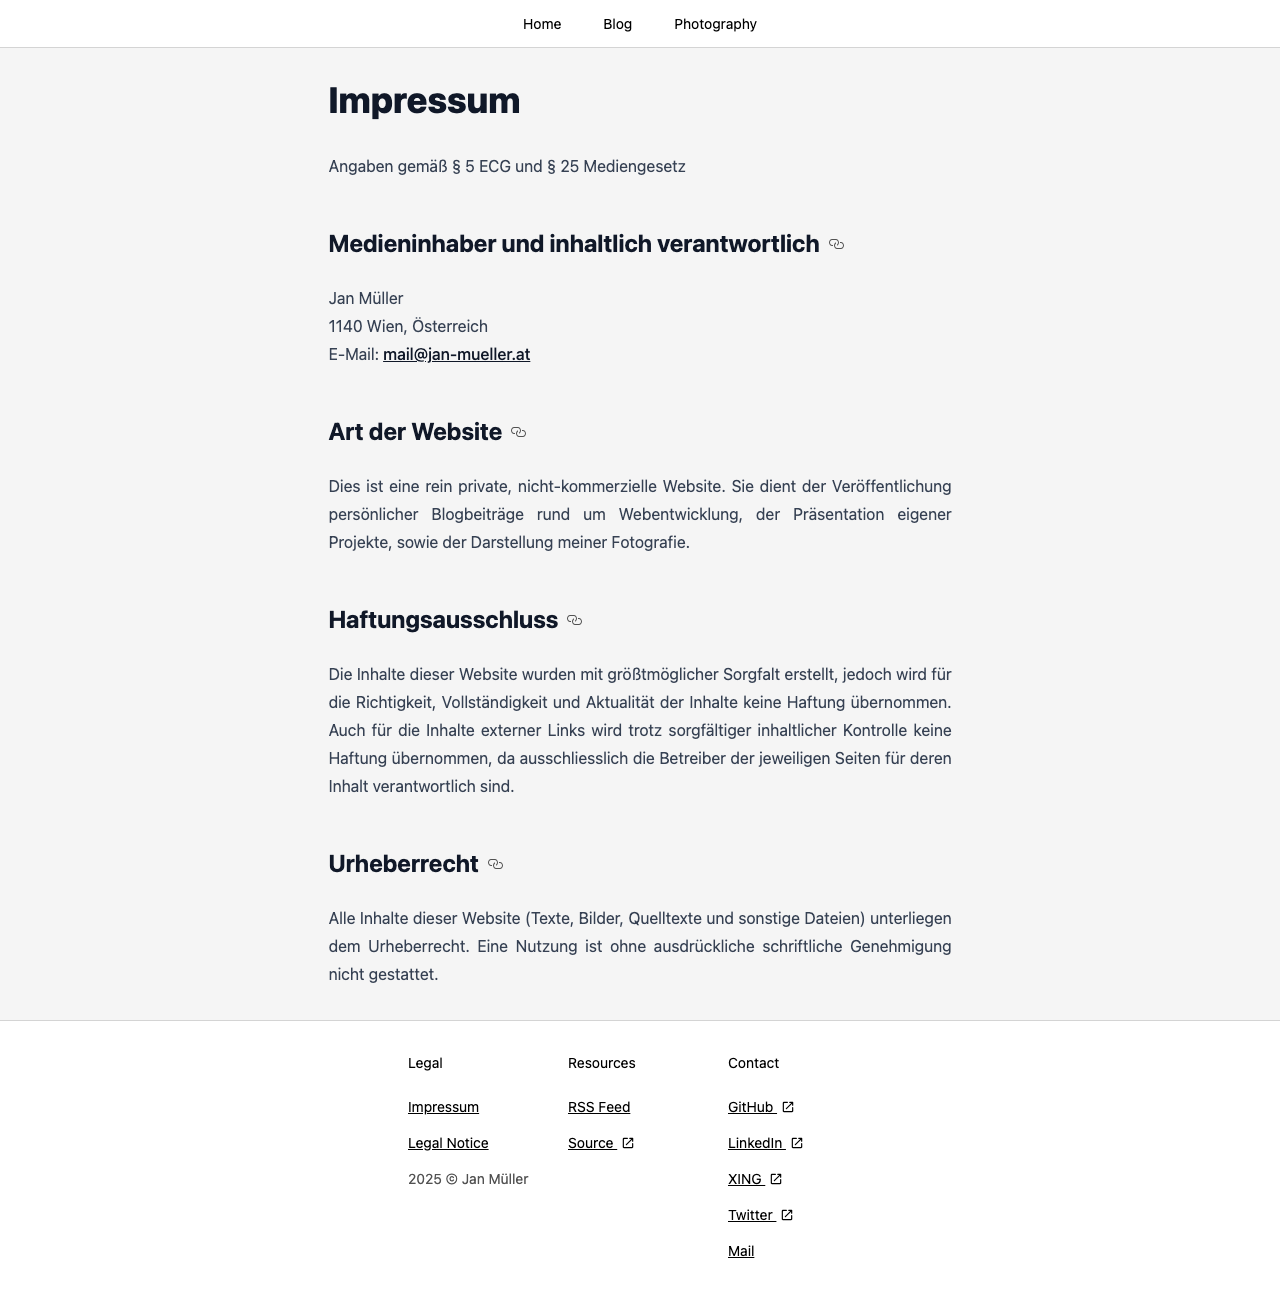 Home Blog Photography
Impressum
Angaben gemäß § 5 ECG und § 25 Mediengesetz
Medieninhaber und inhaltlich verantwortlich
Jan Müller
1140 Wien, Österreich
E-Mail: mail@jan-mueller.at
Art der Website
Dies ist eine rein private, nicht-kommerzielle Website. Sie dient der Veröffentlichung
persönlicher Blogbeiträge rund um Webentwicklung, der Präsentation eigener
Projekte, sowie der Darstellung meiner Fotografie.
Haftungsausschluss
Die Inhalte dieser Website wurden mit größtmöglicher Sorgfalt erstellt, jedoch wird für
die Richtigkeit, Vollständigkeit und Aktualität der Inhalte keine Haftung übernommen.
Auch für die Inhalte externer Links wird trotz sorgfältiger inhaltlicher Kontrolle keine
Haftung übernommen, da ausschliesslich die Betreiber der jeweiligen Seiten für deren
Inhalt verantwortlich sind.
Urheberrecht
Alle Inhalte dieser Website (Texte, Bilder, Quelltexte und sonstige Dateien) unterliegen
dem Urheberrecht. Eine Nutzung ist ohne ausdrückliche schriftliche Genehmigung
nicht gestattet.
Legal
Impressum
Legal Notice
2025 © Jan Müller
Resources
RSS Feed
Source
Contact
GitHub
LinkedIn
XING
Twitter
Mail